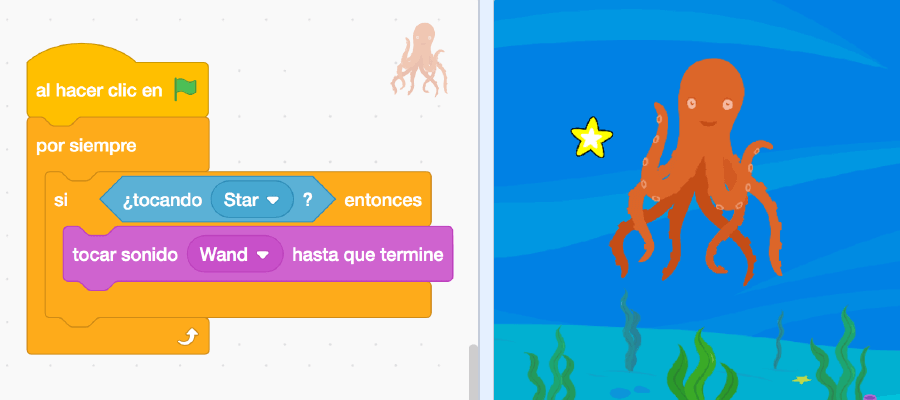 al hacer clic en
por siempre
si ¿tocando Star ? entonces
tocar sonido Wand hasta que termine